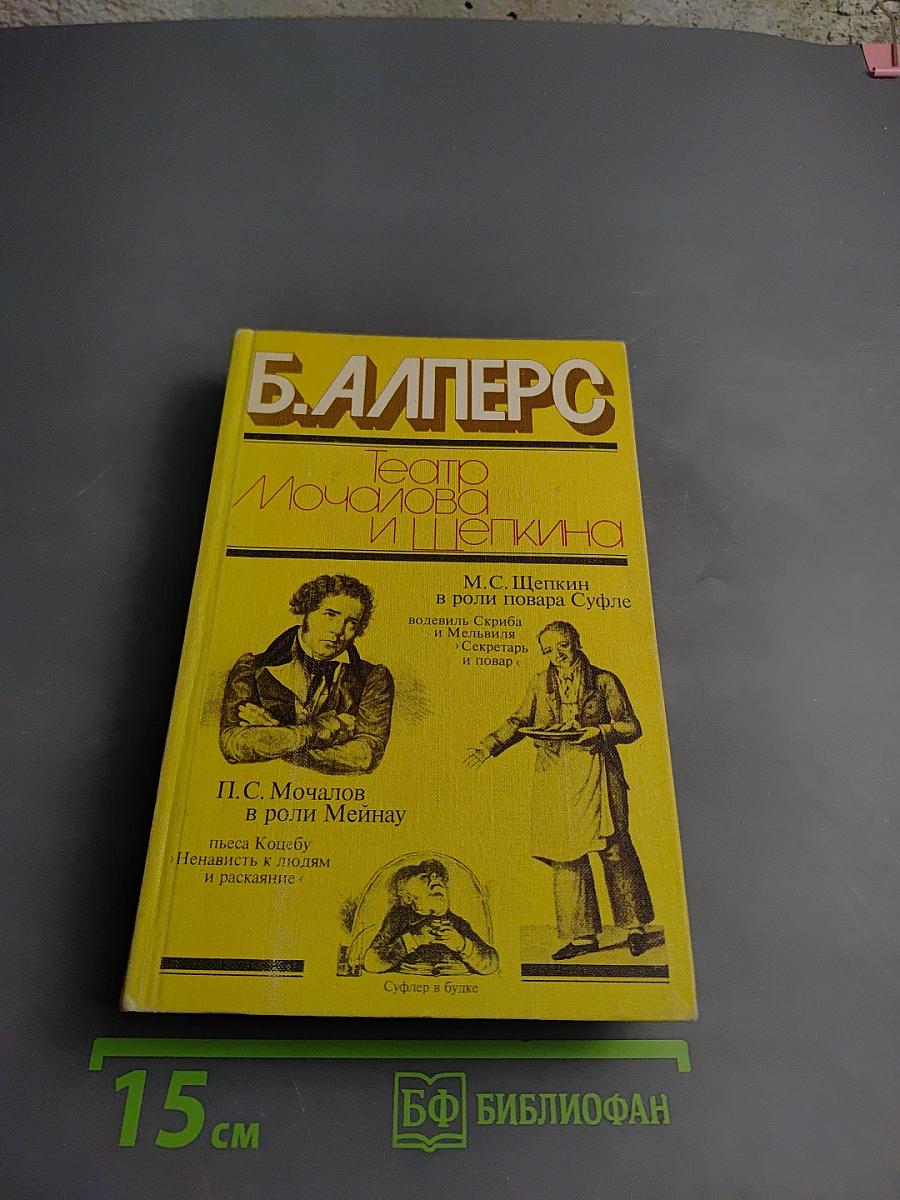 Б. АЛПЕРС
Театр
Мочалова
и Щепкина
М.С. Щепкин
в роли повара Суфле
водевиль Скриба
и Мельвиля
›Секретарь
и повар‹
П.С. Мочалов
в роли Мейнау
пьеса Коцебу
›Ненависть к людям
и раскаяние‹
Суфлер в будке
15 см
БФ БИБЛИОФАН